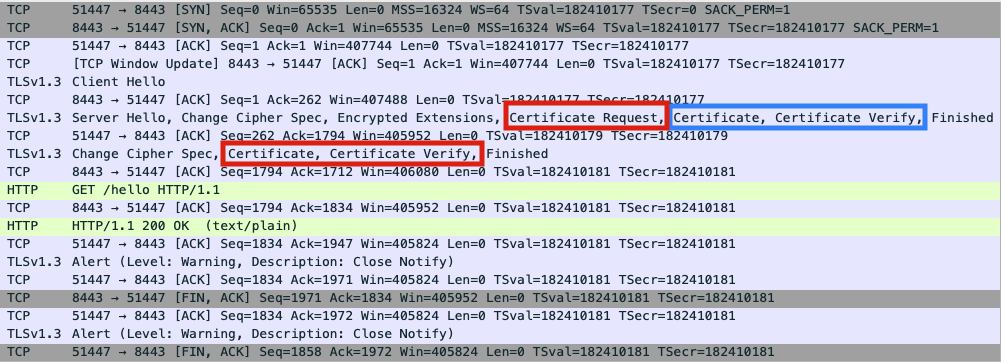 TCP 51447 → 8443 [SYN] Seq=0 Win=65535 Len=0 MSS=16324 WS=64 TSval=182410177 TSecr=0 SACK_PERM=1
TCP 8443 → 51447 [SYN, ACK] Seq=0 Ack=1 Win=65535 Len=0 MSS=16324 WS=64 TSval=182410177 TSecr=182410177 SACK_PERM=1
TCP 51447 → 8443 [ACK] Seq=1 Ack=1 Win=407744 Len=0 TSval=182410177 TSecr=182410177
TCP [TCP Window Update] 8443 → 51447 [ACK] Seq=1 Ack=1 Win=407744 Len=0 TSval=182410177 TSecr=182410177
TLSv1.3 Client Hello
TCP 8443 → 51447 [ACK] Seq=1 Ack=262 Win=407488 Len=0 TSval=182410177 TSecr=182410177
TLSv1.3 Server Hello, Change Cipher Spec, Encrypted Extensions, Certificate Request, Certificate, Certificate Verify, Finished
TCP 51447 → 8443 [ACK] Seq=262 Ack=1794 Win=405952 Len=0 TSval=182410179 TSecr=182410179
TLSv1.3 Change Cipher Spec, Certificate, Certificate Verify, Finished
TCP 8443 → 51447 [ACK] Seq=1794 Ack=1712 Win=406080 Len=0 TSval=182410181 TSecr=182410181
HTTP GET /hello HTTP/1.1
TCP 8443 → 51447 [ACK] Seq=1794 Ack=1834 Win=405952 Len=0 TSval=182410181 TSecr=182410181
HTTP HTTP/1.1 200 OK (text/plain)
TCP 51447 → 8443 [ACK] Seq=1834 Ack=1947 Win=405824 Len=0 TSval=182410181 TSecr=182410181
TLSv1.3 Alert (Level: Warning, Description: Close Notify)
TCP 51447 → 8443 [ACK] Seq=1834 Ack=1971 Win=405824 Len=0 TSval=182410181 TSecr=182410181
TCP 8443 → 51447 [FIN, ACK] Seq=1971 Ack=1834 Win=405952 Len=0 TSval=182410181 TSecr=182410181
TCP 51447 → 8443 [ACK] Seq=1834 Ack=1972 Win=405824 Len=0 TSval=182410181 TSecr=182410181
TLSv1.3 Alert (Level: Warning, Description: Close Notify)
TCP 51447 → 8443 [FIN, ACK] Seq=1858 Ack=1972 Win=405824 Len=0 TSval=182410181 TSecr=182410181